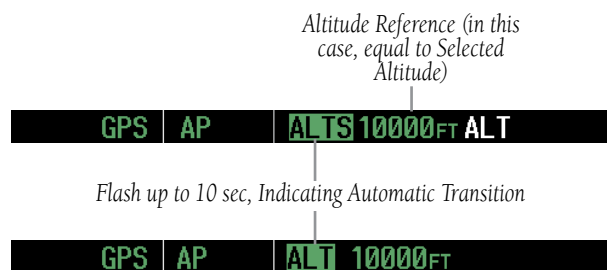 Altitude Reference (in this
case, equal to Selected
Altitude)
GPS AP ALTS 10000FT ALT
Flash up to 10 sec, Indicating Automatic Transition
GPS AP ALT 10000FT